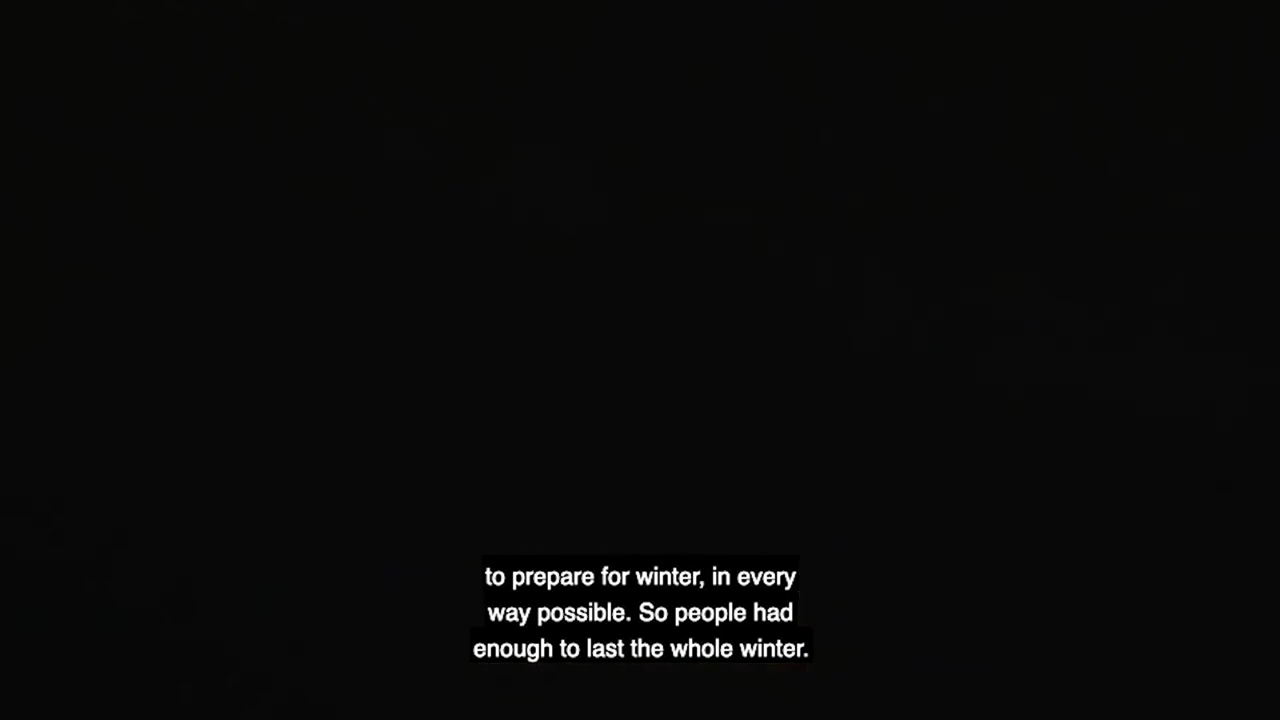 to prepare for winter, in every
way possible. So people had
enough to last the whole winter.